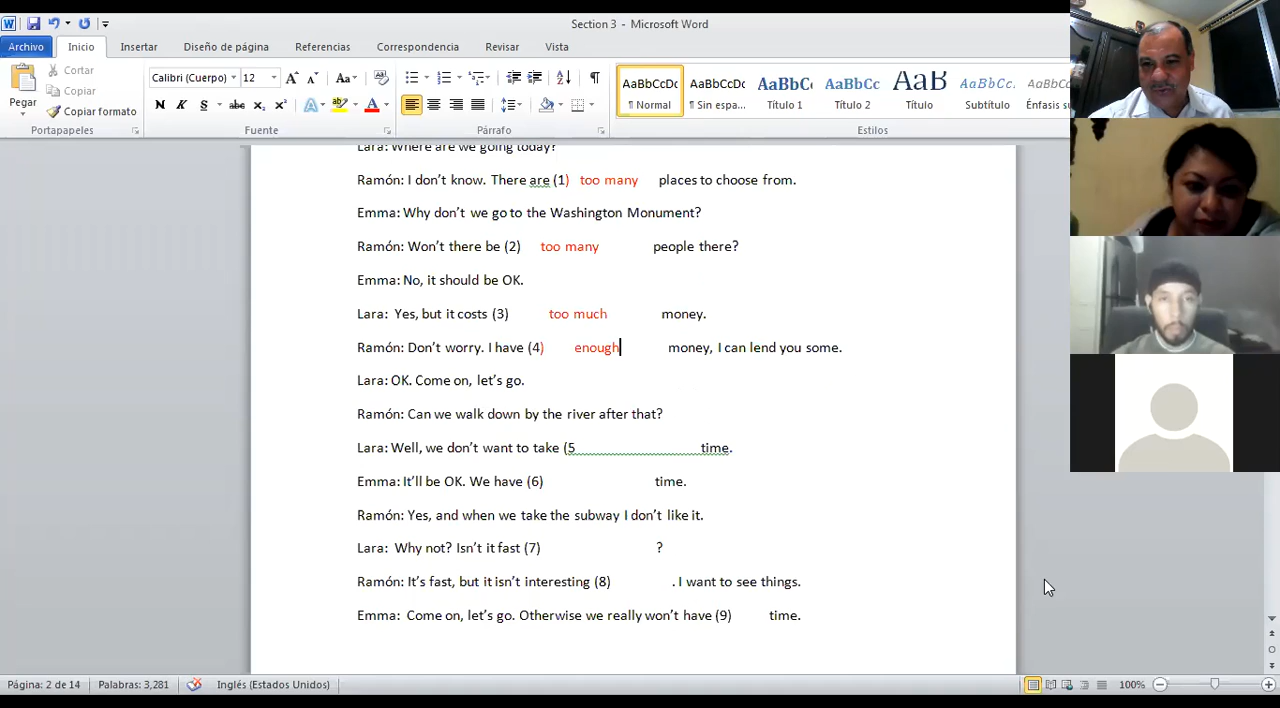 Section 3 - Microsoft Word
Archivo Inicio Insertar Diseño de página Referencias Correspondencia Revisar Vista
Pegar
Cortar
Copiar
Copiar formato
Portapapeles
Calibri (Cuerpo) 12
Fuente
Párrafo
AaBbCcDc AaBbCcDc AaBbC AaBbCc AaB AaBbCc. AaBbCc
¶ Normal ¶ Sin espa... Título 1 Título 2 Título Subtítulo Énfasis su
Estilos
Lara: Where are we going today?
Ramón: I don't know. There are (1) too many places to choose from.
Emma: Why don't we go to the Washington Monument?
Ramón: Won't there be (2) too many people there?
Emma: No, it should be OK.
Lara: Yes, but it costs (3) too much money.
Ramón: Don't worry. I have (4) enough money, I can lend you some.
Lara: OK. Come on, let's go.
Ramón: Can we walk down by the river after that?
Lara: Well, we don't want to take (5 time.
Emma: It'll be OK. We have (6) time.
Ramón: Yes, and when we take the subway I don't like it.
Lara: Why not? Isn't it fast (7) ?
Ramón: It's fast, but it isn't interesting (8) . I want to see things.
Emma: Come on, let's go. Otherwise we really won't have (9) time.
Página: 2 de 14 Palabras: 3,281 Inglés (Estados Unidos) 100%